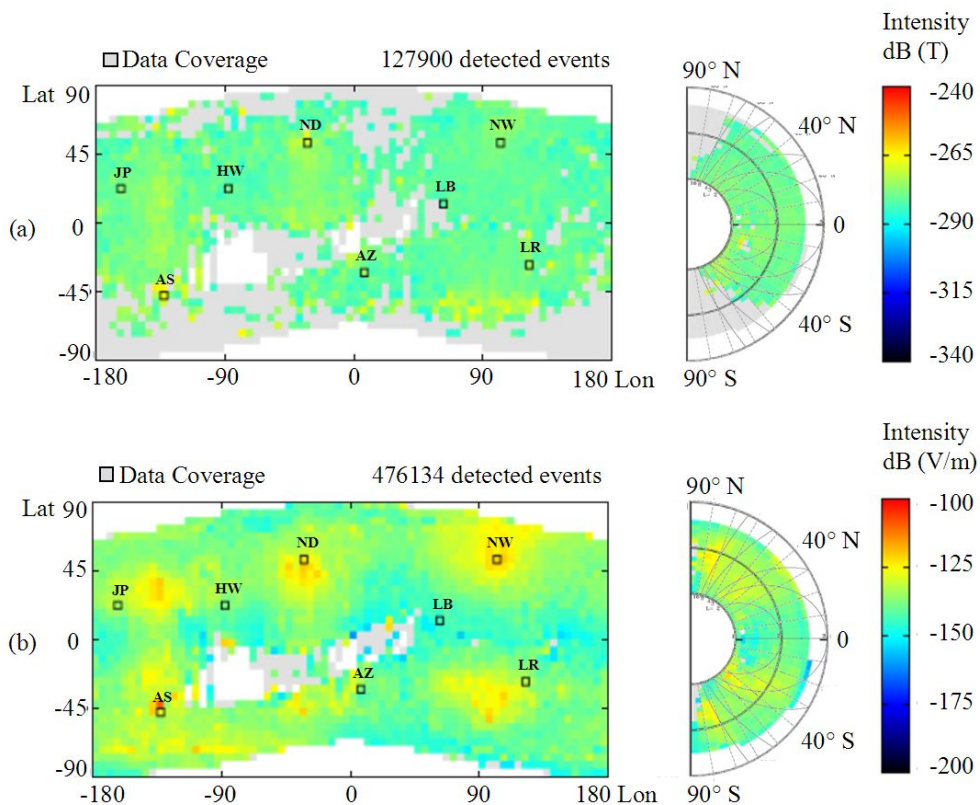 Data Coverage 127900 detected events
Lat 90
45
0
-45
-90
-180 -90 0 90 180 Lon
(a)
ND
NW
JP
HW
LB
AZ
LR
AS
90° N
40° N
0
40° S
90° S
Intensity
dB (T)
-240
-265
-290
-315
-340
Data Coverage 476134 detected events
Lat 90
45
0
-45
-90
-180 -90 0 90 180 Lon
(b)
ND
NW
JP
HW
LB
AZ
LR
AS
90° N
40° N
0
40° S
90° S
Intensity
dB (V/m)
-100
-125
-150
-175
-200